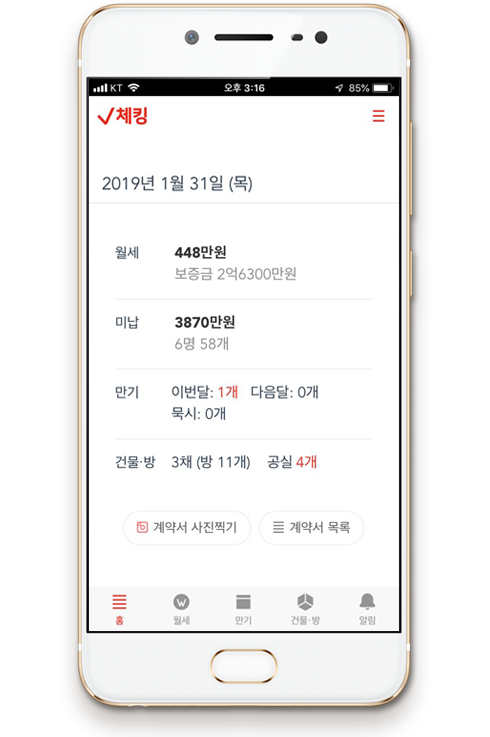 KT 오후 3:16 85%
체킹
2019년 1월 31일 (목)
월세 448만원
보증금 2억6300만원
미납 3870만원
6명 58개
만기 이번달: 1개 다음달: 0개
묵시: 0개
건물·방 3채 (방 11개) 공실 4개
계약서 사진찍기 계약서 목록
W
홈 월세 만기 건물·방 알림